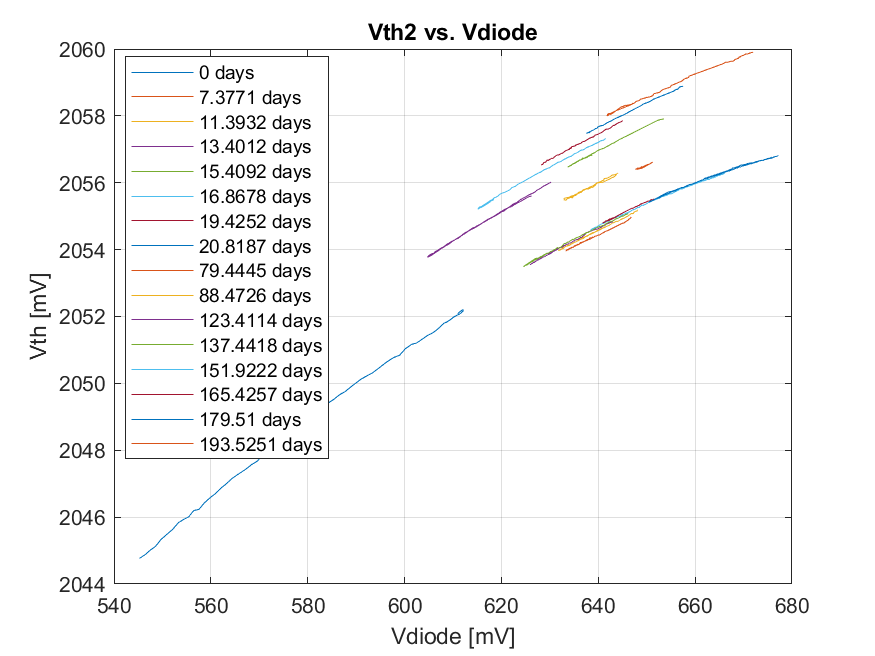 Vth2 vs. Vdiode
2060
2058
2056
2054
2052
2050
2048
2046
2044
Vth [mV]
0 days
7.3771 days
11.3932 days
13.4012 days
15.4092 days
16.8678 days
19.4252 days
20.8187 days
79.4445 days
88.4726 days
123.4114 days
137.4418 days
151.9222 days
165.4257 days
179.51 days
193.5251 days
540 560 580 600 620 640 660 680
Vdiode [mV]